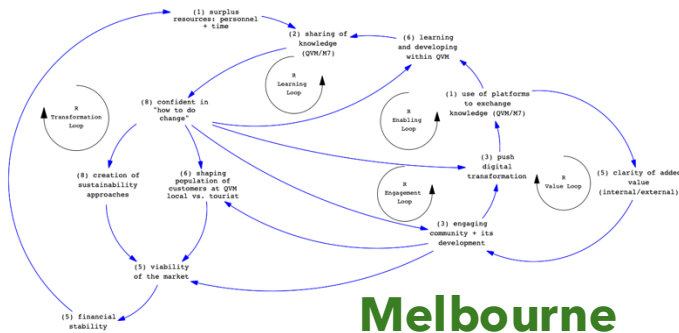 (1) surplus
resources: personnel
+ time
(2) sharing of
knowledge
(QVM/M7)
(6) learning
and developing
within QVM
R
Learning
Loop
(8) confident in
"how to do
change"
R
Transformation
Loop
(1) use of platforms
to exchange
knowledge (QVM/M7)
R
Enabling
Loop
(3) push
digital
transformation
(5) clarity of added
value
(internal/external)
R
Value Loop
(8) creation of
sustainability
approaches
(6) shaping
population of
customers at QVM
local vs. tourist
R
Engagement
Loop
(3) engaging
community + its
development
(5) viability
of the market
(5) financial
stability
Melbourne